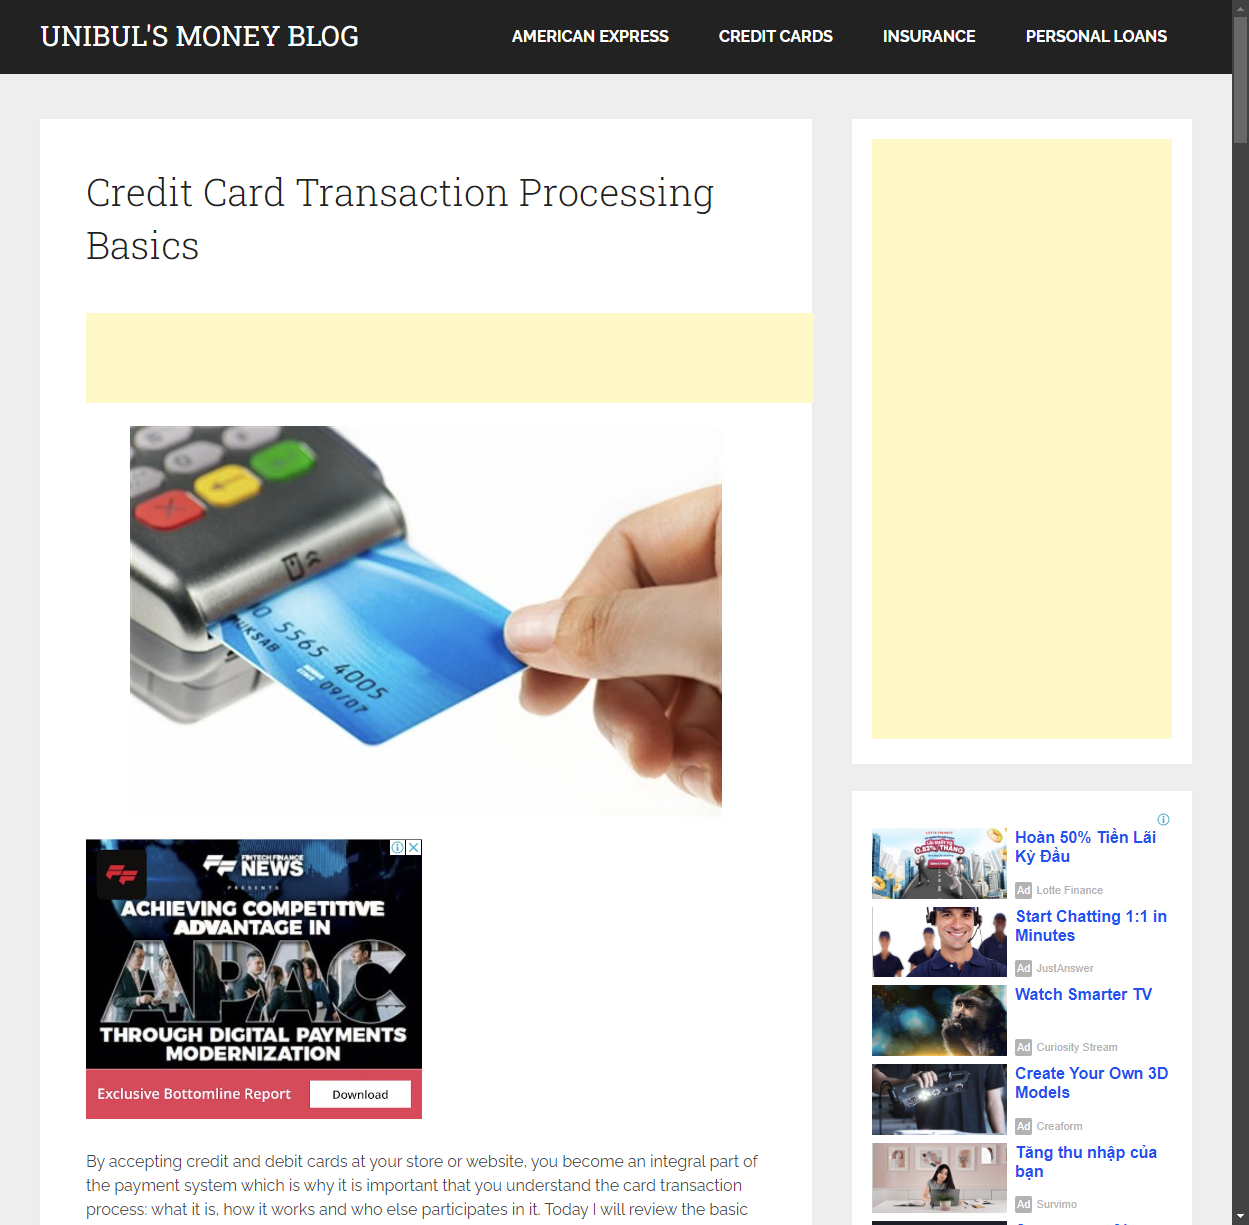 UNIBUL'S MONEY BLOG
AMERICAN EXPRESS
CREDIT CARDS
INSURANCE
PERSONAL LOANS
Credit Card Transaction Processing
Basics
5565 4005
09/07
FINTECH FINANCE
NEWS
PRESENTS
ACHIEVING COMPETITIVE
ADVANTAGE IN
APAC
THROUGH DIGITAL PAYMENTS
MODERNIZATION
Exclusive Bottomline Report
Download
By accepting credit and debit cards at your store or website, you become an integral part of
the payment system which is why it is important that you understand the card transaction
process: what it is, how it works and who else participates in it. Today I will review the basic
Hoàn 50% Tiền Lãi
Kỳ Đầu
Ad Lotte Finance
Start Chatting 1:1 in
Minutes
Ad JustAnswer
Watch Smarter TV
Ad Curiosity Stream
Create Your Own 3D
Models
Ad Creaform
Tăng thu nhập của
bạn
Ad Survimo